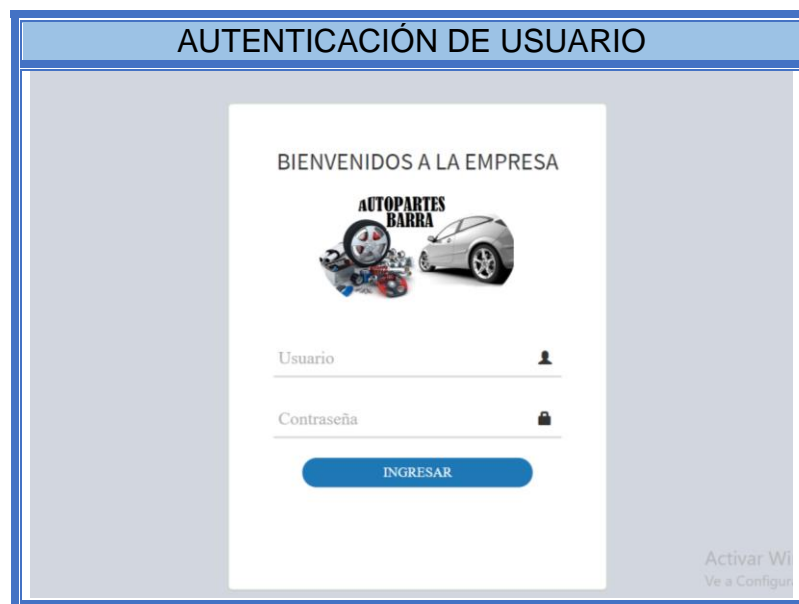 AUTENTICACIÓN DE USUARIO
BIENVENIDOS A LA EMPRESA
AUTOPARTES
BARRA
Usuario
Contraseña
INGRESAR
Activar Wi
Ve a Configur